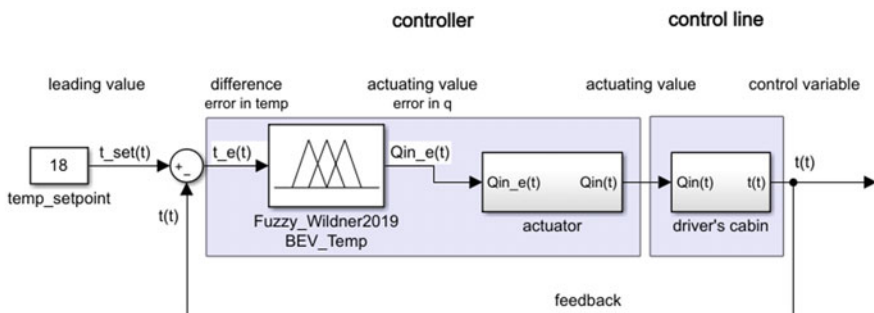 controller
control line
leading value
difference
error in temp
actuating value
error in q
actuating value
control variable
18
t_set(t)
temp_setpoint
+
-
t(t)
t_e(t)
Fuzzy_Wildner2019
BEV_Temp
Qin_e(t)
Qin_e(t)
Qin(t)
actuator
Qin(t)
t(t)
driver's cabin
t(t)
feedback